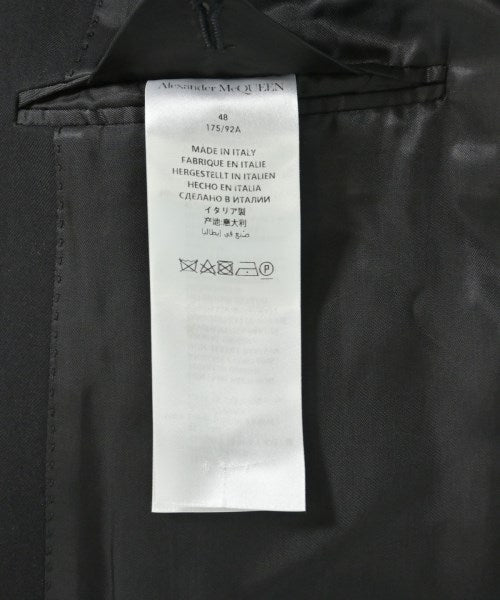 Alexander McQUEEN
48
175/92A
MADE IN ITALY
FABRIQUE EN ITALIE
HERGESTELLT IN ITALIEN
HECHO EN ITALIA
СДЕЛАНО В ИТАЛИИ
イタリア製
产地:意大利
صنع في إيطاليا
P